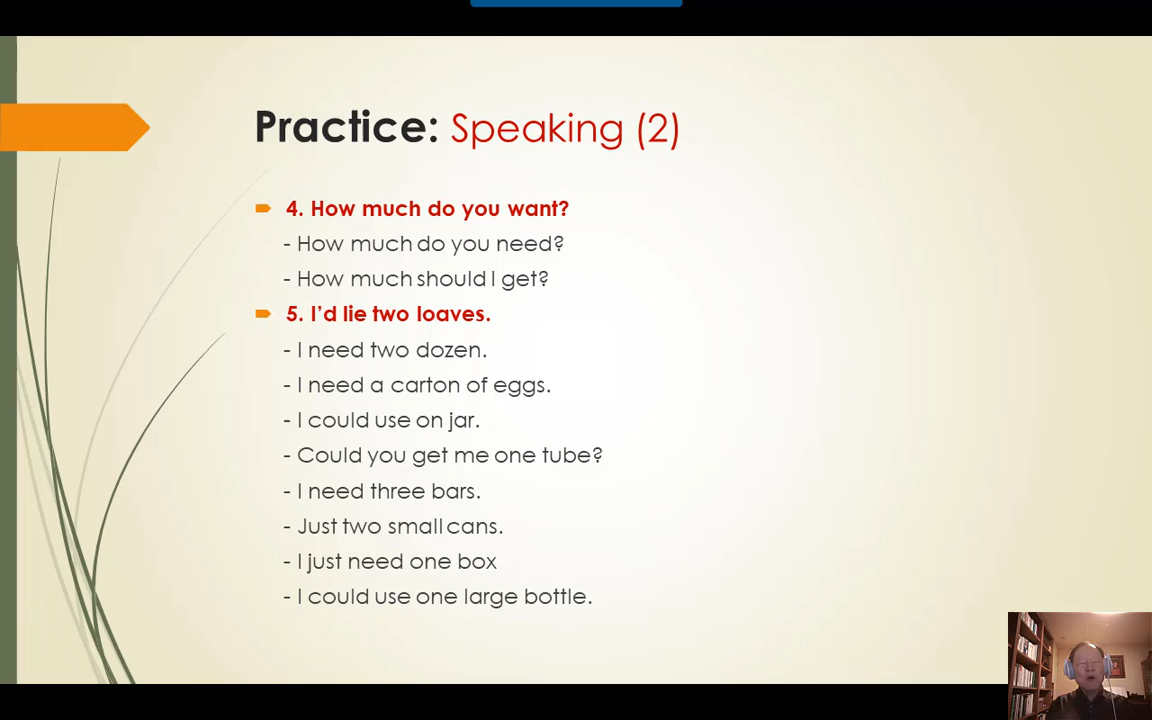 Practice: Speaking (2)
4. How much do you want?
- How much do you need?
- How much should I get?
5. I’d lie two loaves.
- I need two dozen.
- I need a carton of eggs.
- I could use on jar.
- Could you get me one tube?
- I need three bars.
- Just two small cans.
- I just need one box
- I could use one large bottle.